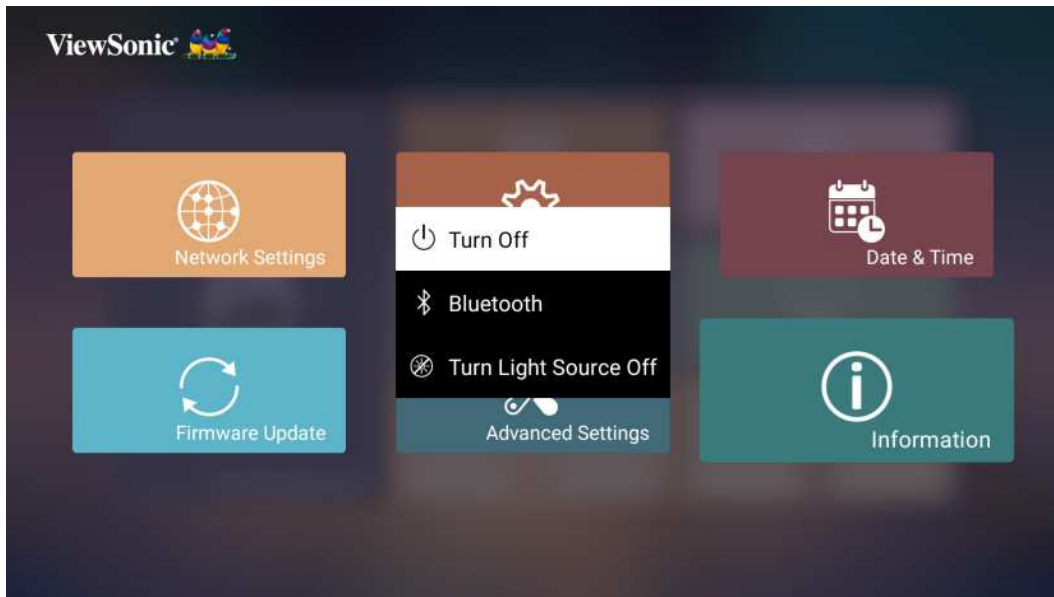 ViewSonic®
Network Settings
Date & Time
Turn Off
Bluetooth
Turn Light Source Off
Firmware Update
Advanced Settings
Information